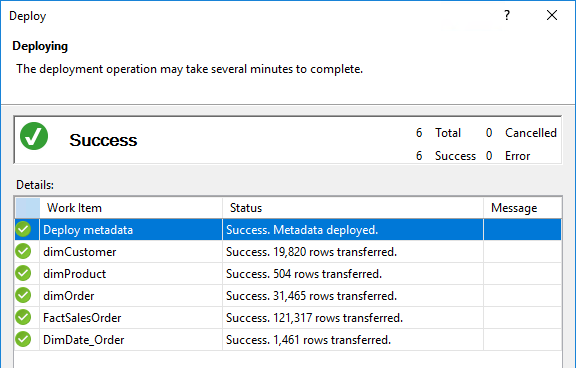 Deploy ?
Deploying
The deployment operation may take several minutes to complete.
Success 6 Total 0 Cancelled
6 Success 0 Error
Details:
Work Item Status Message
Deploy metadata Success. Metadata deployed.
dimCustomer Success. 19,820 rows transferred.
dimProduct Success. 504 rows transferred.
dimOrder Success. 31,465 rows transferred.
FactSalesOrder Success. 121,317 rows transferred.
DimDate_Order Success. 1,461 rows transferred.